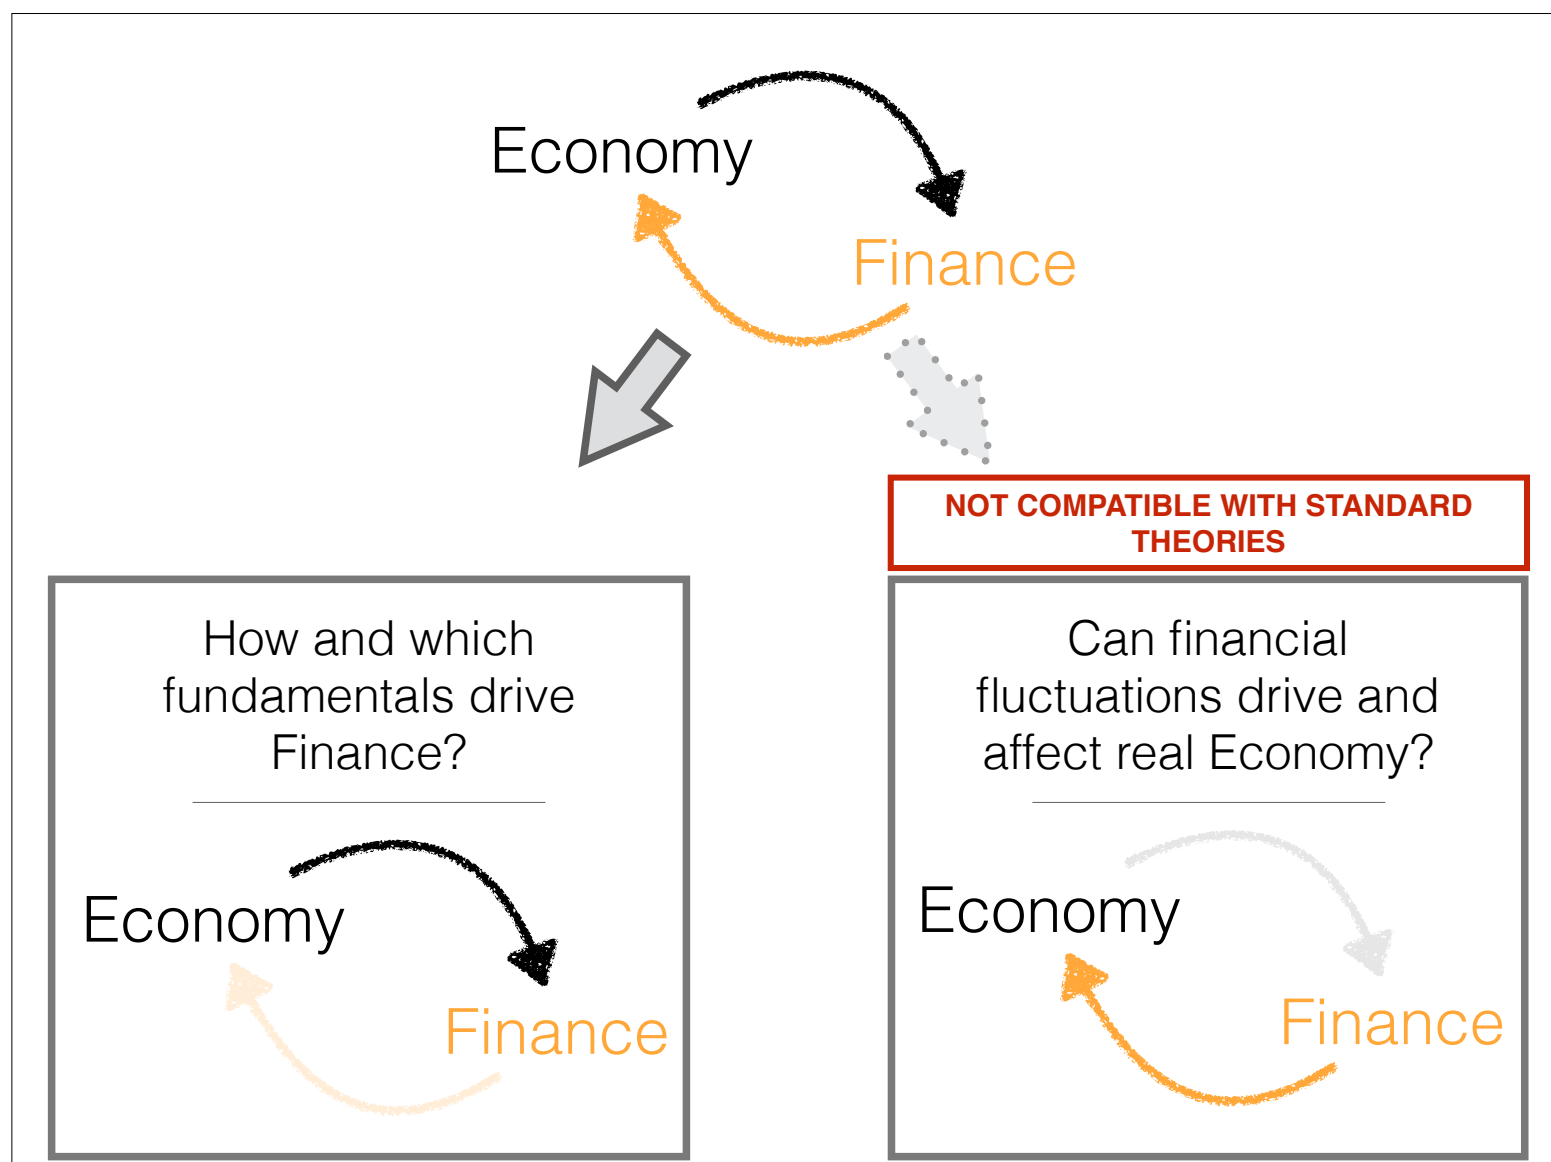 Economy
Finance
NOT COMPATIBLE WITH STANDARD
THEORIES
How and which
fundamentals drive
Finance?
Economy
Finance
Can financial
fluctuations drive and
affect real Economy?
Economy
Finance